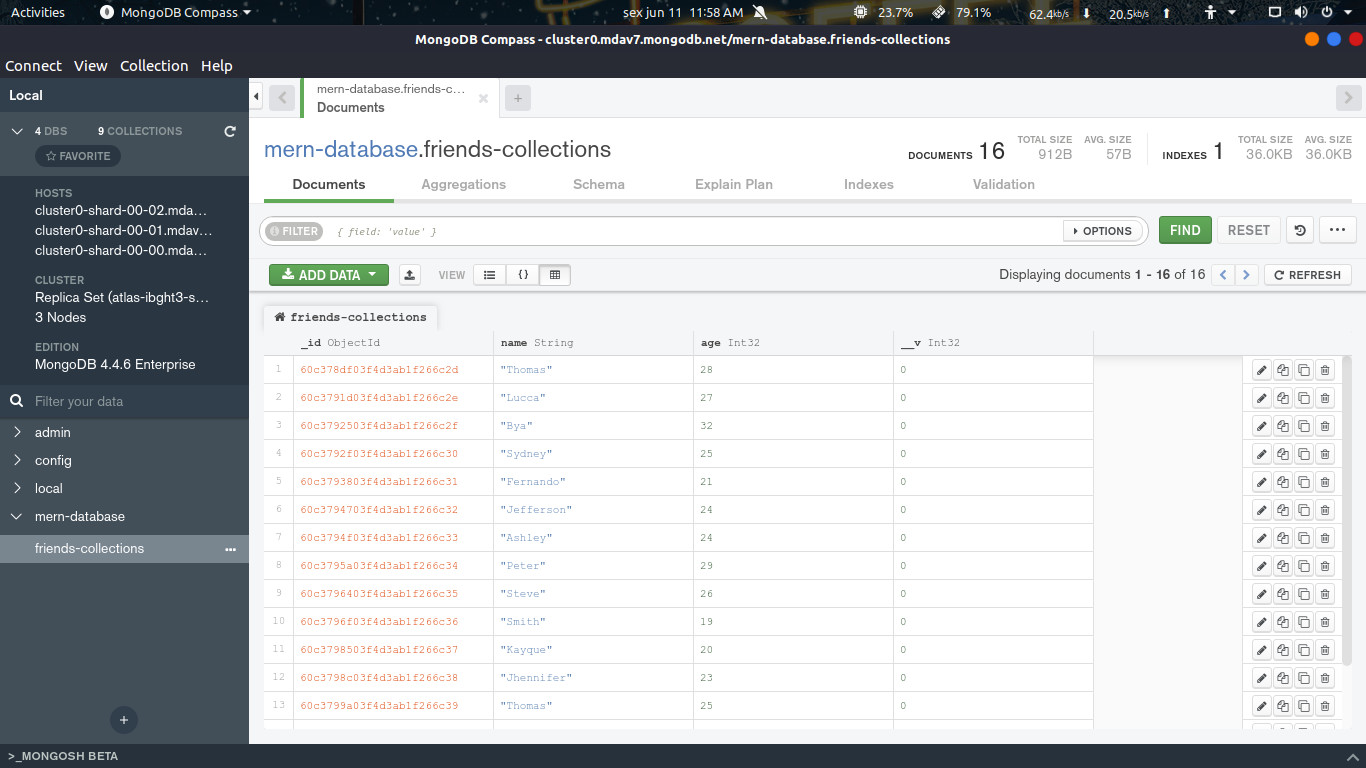 Activities MongoDB Compass sex jun 11 11:58 AM 23.7% 79.1% 62.4kb/s 20.5kb/s
MongoDB Compass - cluster0.mdav7.mongodb.net/mern-database.friends-collections
Connect View Collection Help
Local
4 DBS 9 COLLECTIONS
FAVORITE
HOSTS
cluster0-shard-00-02.mda...
cluster0-shard-00-01.mdav...
cluster0-shard-00-00.mda...
CLUSTER
Replica Set (atlas-ibght3-s...
3 Nodes
EDITION
MongoDB 4.4.6 Enterprise
Filter your data
admin
config
local
mern-database
friends-collections
>_MONGOSH BETA
mern-database.friends-c...
Documents
mern-database.friends-collections
DOCUMENTS 16 TOTAL SIZE 912B AVG. SIZE 57B INDEXES 1 TOTAL SIZE 36.0KB AVG. SIZE 36.0KB
Documents Aggregations Schema Explain Plan Indexes Validation
FILTER { field: 'value' } OPTIONS FIND RESET ...
ADD DATA VIEW {} Displaying documents 1 - 16 of 16 < > REFRESH
friends-collections
_id ObjectId name String age Int32 __v Int32
1 60c378df03f4d3ab1f266c2d "Thomas" 28 0
2 60c3791d03f4d3ab1f266c2e "Lucca" 27 0
3 60c3792503f4d3ab1f266c2f "Bya" 32 0
4 60c3792f03f4d3ab1f266c30 "Sydney" 25 0
5 60c3793803f4d3ab1f266c31 "Fernando" 21 0
6 60c3794703f4d3ab1f266c32 "Jefferson" 24 0
7 60c3794f03f4d3ab1f266c33 "Ashley" 24 0
8 60c3795a03f4d3ab1f266c34 "Peter" 29 0
9 60c3796403f4d3ab1f266c35 "Steve" 26 0
10 60c3796f03f4d3ab1f266c36 "Smith" 19 0
11 60c3798503f4d3ab1f266c37 "Kayque" 20 0
12 60c3798c03f4d3ab1f266c38 "Jhennifer" 23 0
13 60c3799a03f4d3ab1f266c39 "Thomas" 25 0